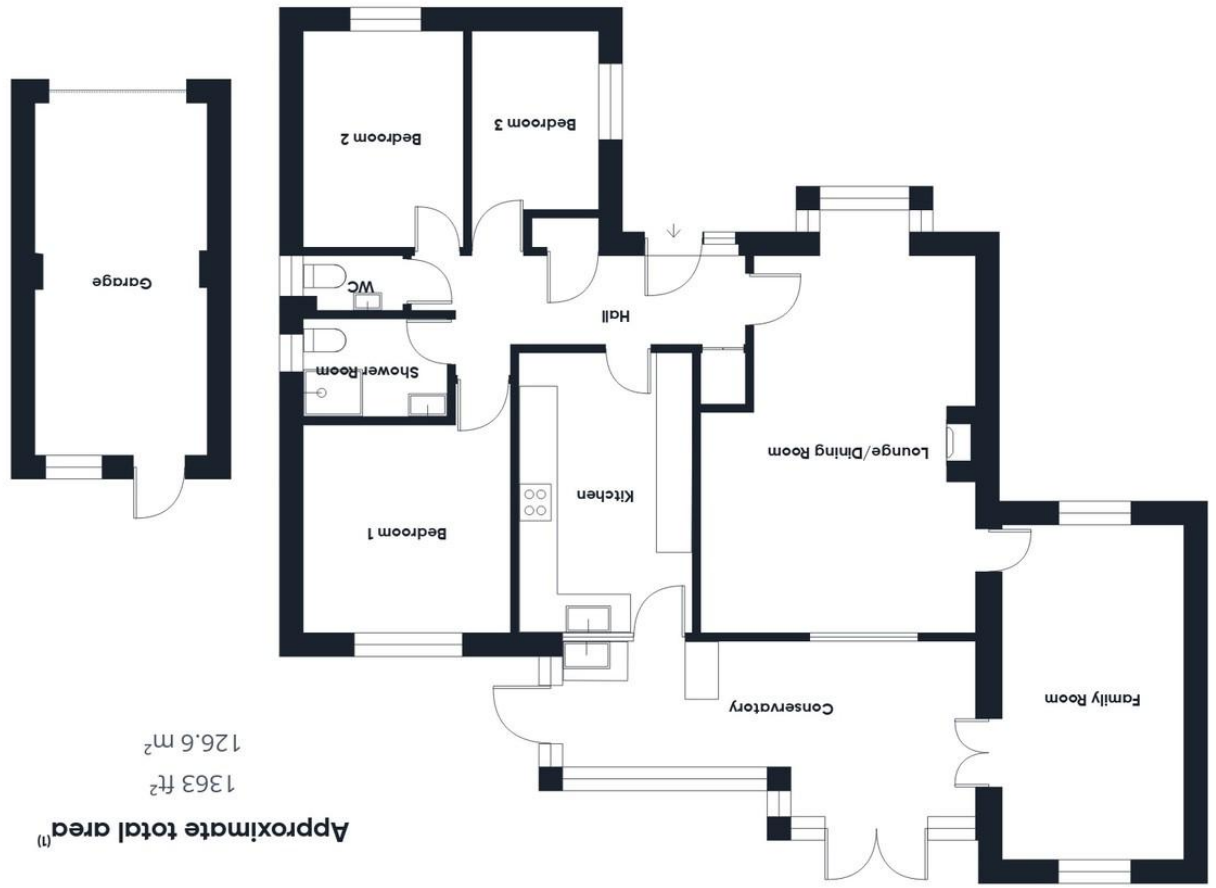 Approximate total area(1)
1363 ft²
126.6 m²
Family Room
Conservatory
Bedroom 1
Kitchen
Lounge/Dining Room
Shower Room
Hall
WC
Garage
Bedroom 2
Bedroom 3